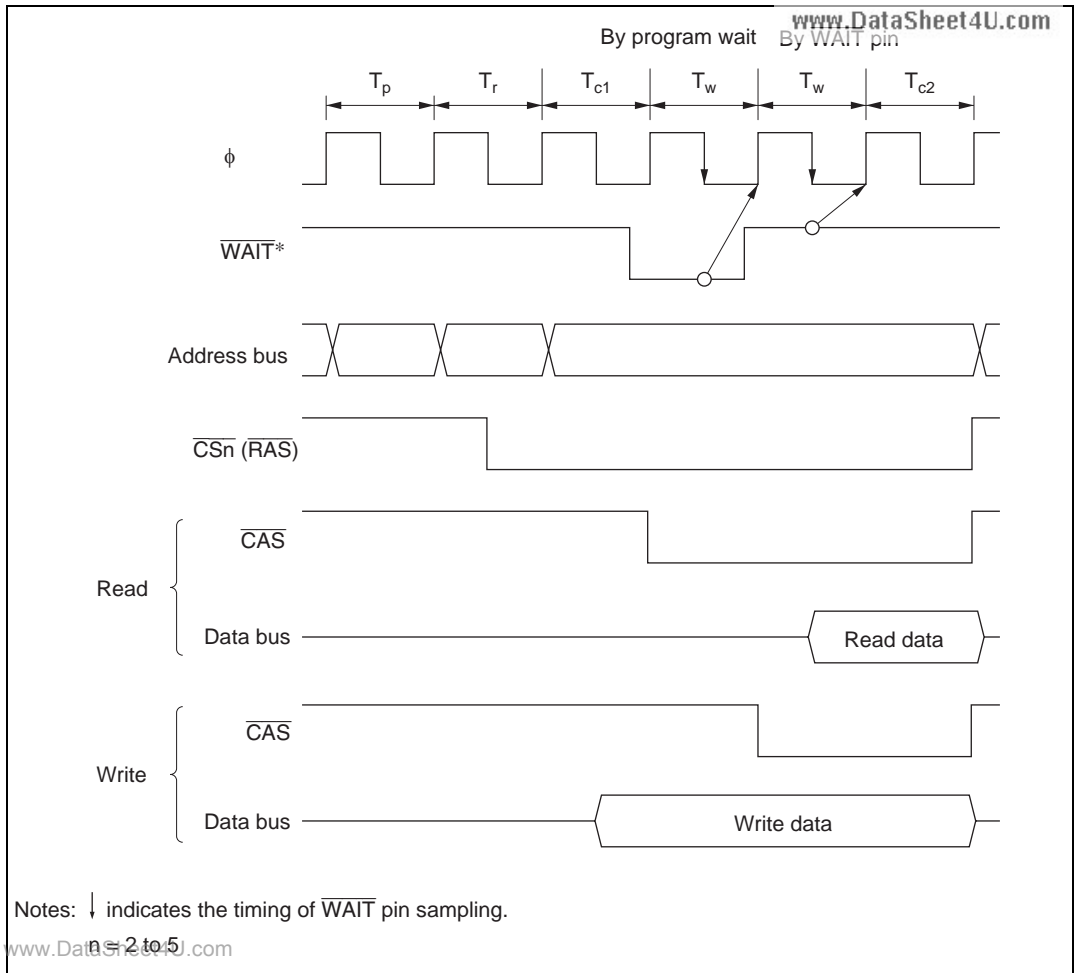 www.DataSheet4U.com
By program wait By WAIT pin
Tp Tr Tc1 Tw Tw Tc2
ϕ
WAIT*
Address bus
CSn (RAS)
CAS
Read
Data bus Read data
CAS
Write
Data bus Write data
Notes: ↓ indicates the timing of WAIT pin sampling.
n = 2 to 5
www.DataSheet4U.com